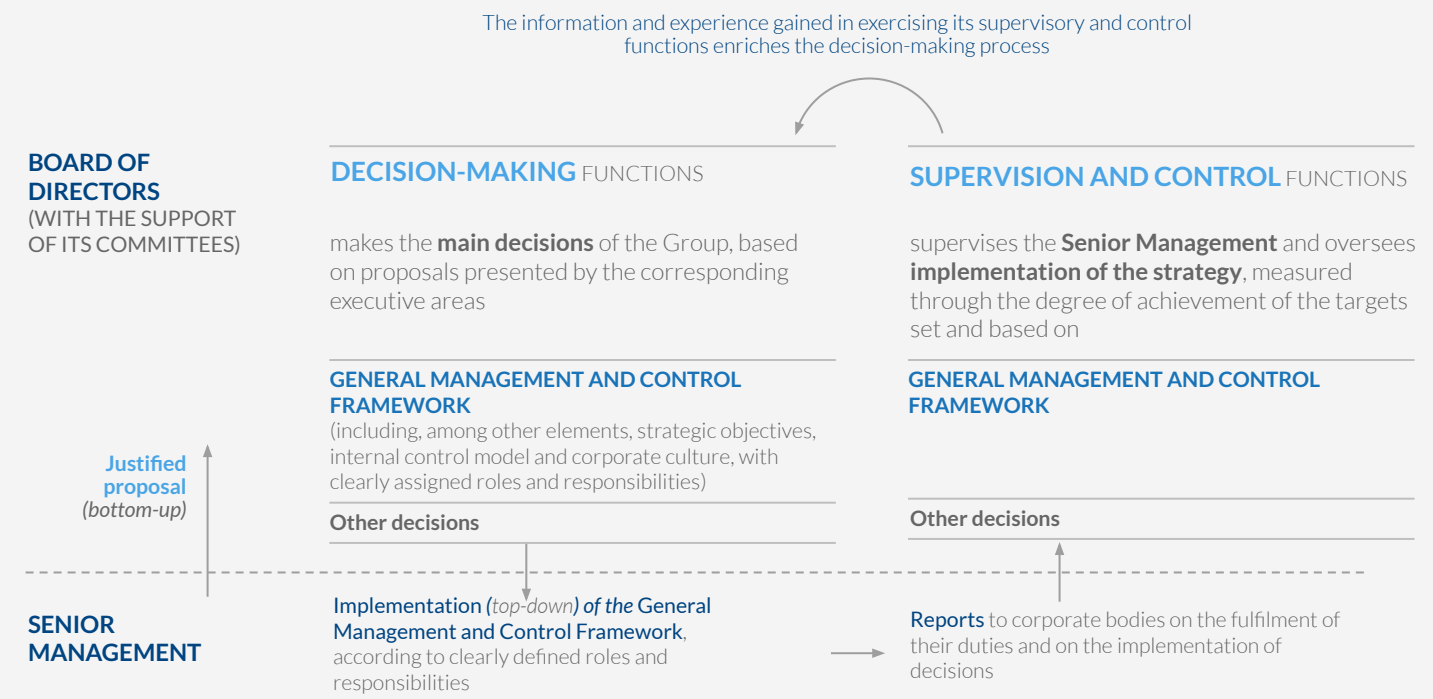 The information and experience gained in exercising its supervisory and control
functions enriches the decision-making process
BOARD OF
DIRECTORS
(WITH THE SUPPORT
OF ITS COMMITTEES)
DECISION-MAKING FUNCTIONS
makes the main decisions of the Group, based
on proposals presented by the corresponding
executive areas
GENERAL MANAGEMENT AND CONTROL
FRAMEWORK
(including, among other elements, strategic objectives,
internal control model and corporate culture, with
clearly assigned roles and responsibilities)
Other decisions
SUPERVISION AND CONTROL FUNCTIONS
supervises the Senior Management and oversees
implementation of the strategy, measured
through the degree of achievement of the targets
set and based on
GENERAL MANAGEMENT AND CONTROL
FRAMEWORK
Other decisions
Justified
proposal
(bottom-up)
SENIOR
MANAGEMENT
Implementation (top-down) of the General
Management and Control Framework,
according to clearly defined roles and
responsibilities
Reports to corporate bodies on the fulfilment of
their duties and on the implementation of
decisions